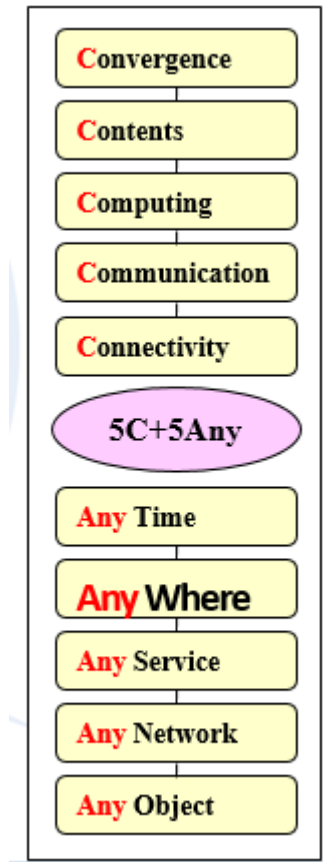 Convergence
Contents
Computing
Communication
Connectivity
5C+5Any
Any Time
Any Where
Any Service
Any Network
Any Object